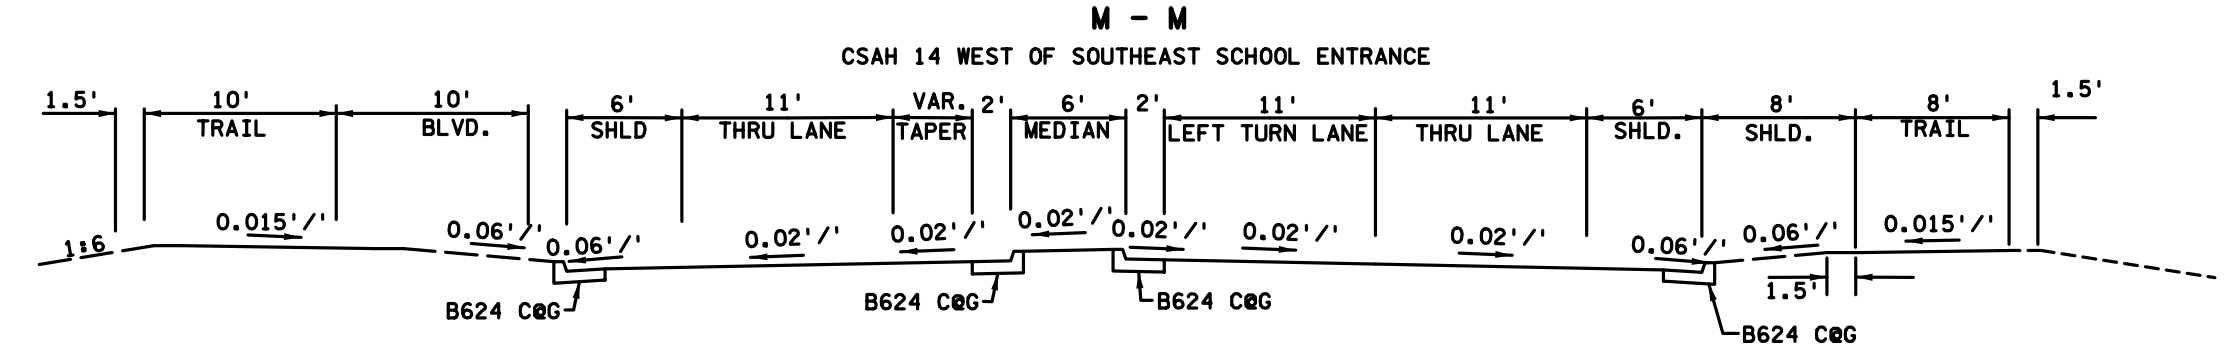 M - M
CSAH 14 WEST OF SOUTHEAST SCHOOL ENTRANCE
1.5' 10' 10' 6' 11' VAR. 2' 6' 2' 11' 11' 6' 8' 8' 1.5'
TRAIL BLVD. SHLD THRU LANE TAPER MEDIAN LEFT TURN LANE THRU LANE SHLD. SHLD. TRAIL
1:6 0.015'/' 0.06'/' 0.06'/' 0.02'/' 0.02'/' 0.02'/' 0.02'/' 0.02'/' 0.02'/' 0.06'/' 0.06'/' 0.015'/'
1.5'
B624 C@G B624 C@G B624 C@G B624 C@G